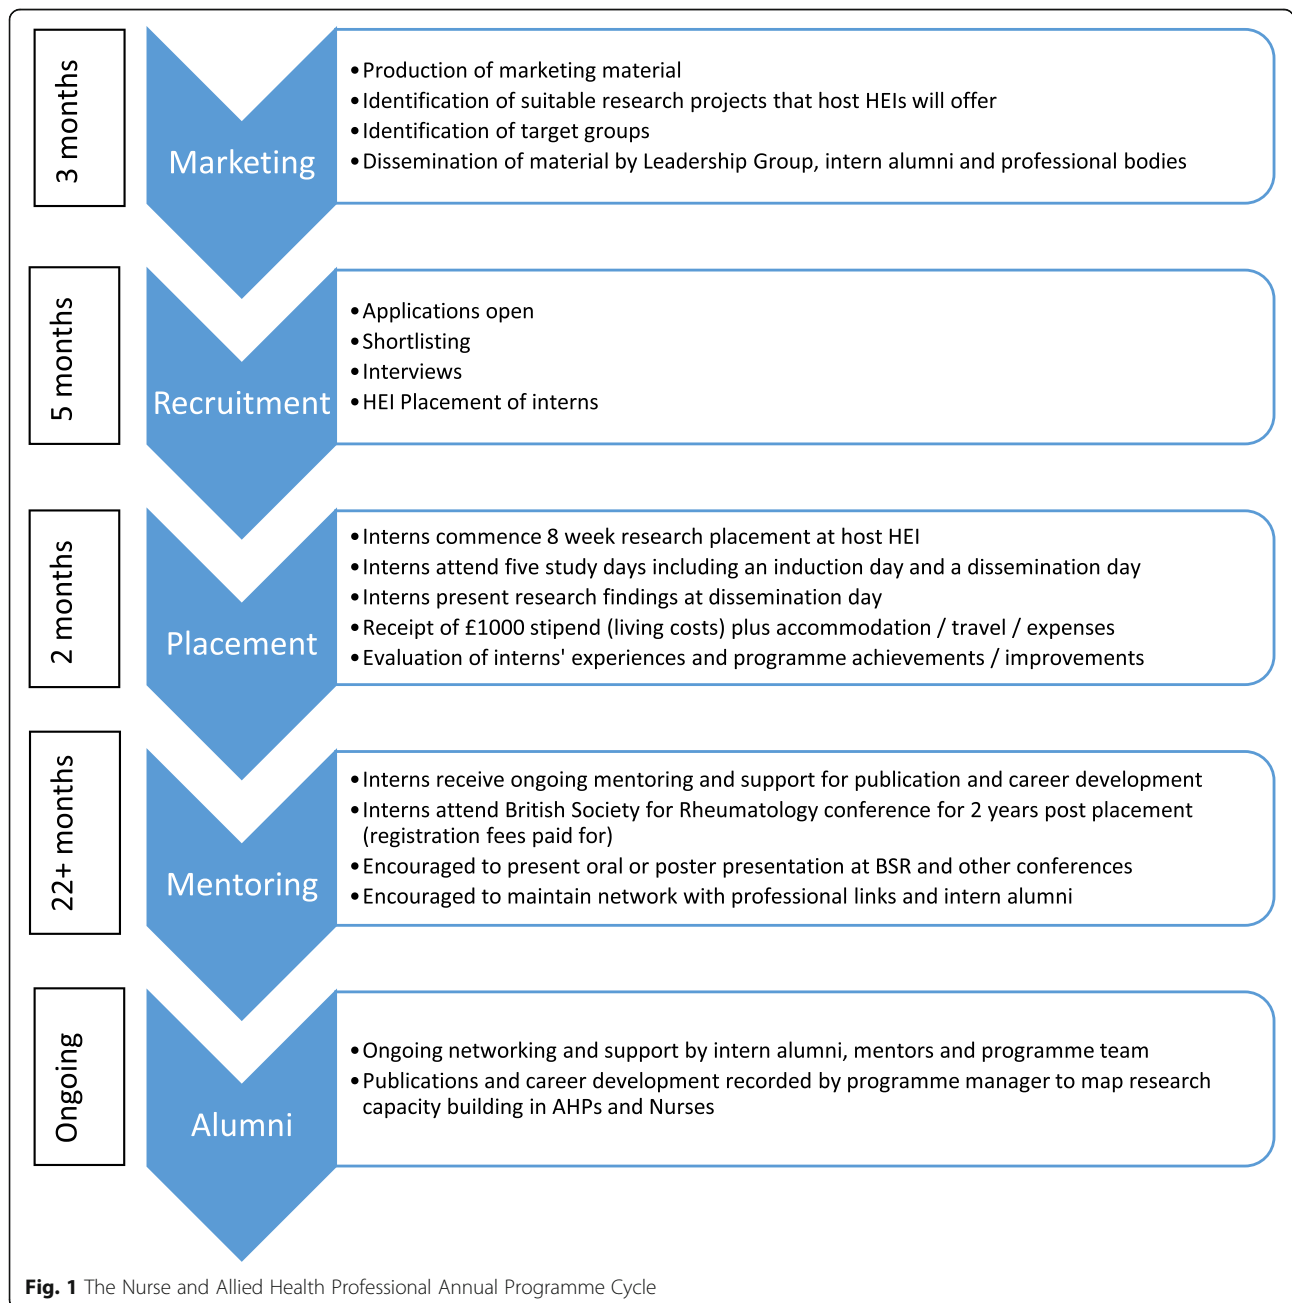 3 months
Marketing
•Production of marketing material
•Identification of suitable research projects that host HEIs will offer
•Identification of target groups
•Dissemination of material by Leadership Group, intern alumni and professional bodies
5 months
Recruitment
•Applications open
•Shortlisting
•Interviews
•HEI Placement of interns
2 months
Placement
•Interns commence 8 week research placement at host HEI
•Interns attend five study days including an induction day and a dissemination day
•Interns present research findings at dissemination day
•Receipt of £1000 stipend (living costs) plus accommodation / travel / expenses
•Evaluation of interns' experiences and programme achievements / improvements
22+ months
Mentoring
•Interns receive ongoing mentoring and support for publication and career development
•Interns attend British Society for Rheumatology conference for 2 years post placement
(registration fees paid for)
•Encouraged to present oral or poster presentation at BSR and other conferences
•Encouraged to maintain network with professional links and intern alumni
Ongoing
Alumni
•Ongoing networking and support by intern alumni, mentors and programme team
•Publications and career development recorded by programme manager to map research
capacity building in AHPs and Nurses
Fig. 1 The Nurse and Allied Health Professional Annual Programme Cycle